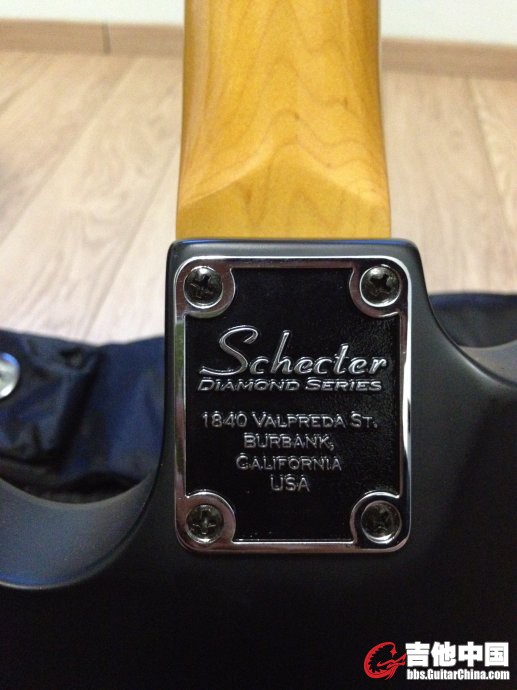 Schecter
DIAMOND SERIES
1840 VALPREDA ST.
BURBANK,
CALIFORNIA
USA
吉他中国
bbs.GuitarChina.com